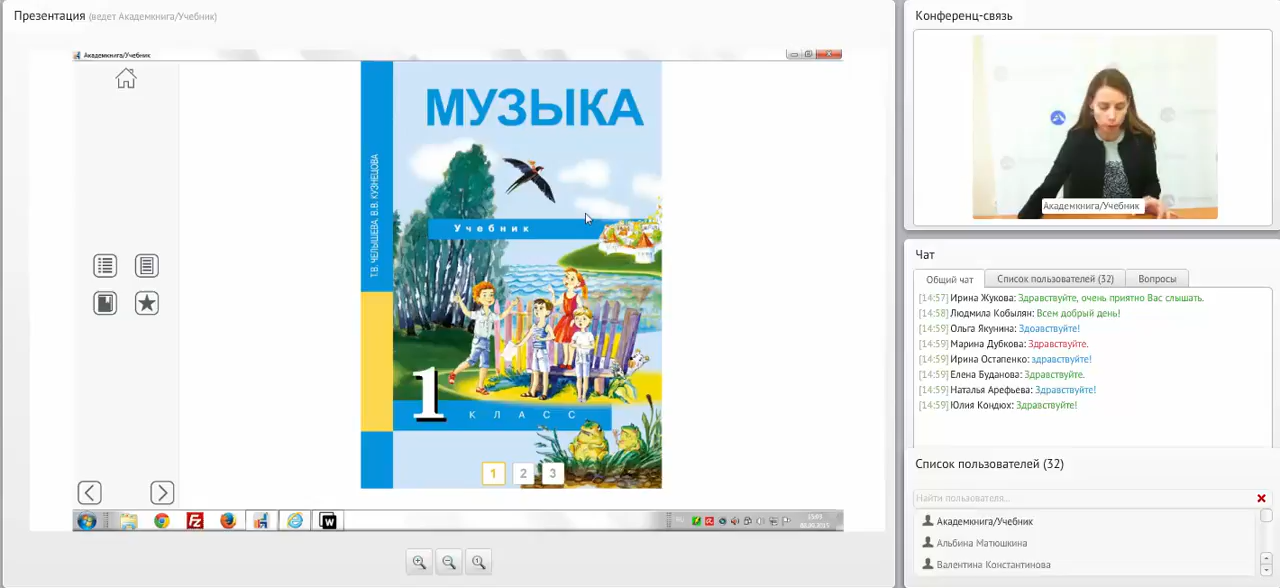 Презентация (ведет Академкнига/Учебник)
Академкнига/Учебник
МУЗЫКА
Т.В. ЧЕЛЫШЕВА, В.В. КУЗНЕЦОВА
Учебник
1
КЛАСС
1 2 3
Конференц-связь
Академкнига/Учебник
Чат
Общий чат
Список пользователей (32)
Вопросы
[14:57] Ирина Жукова: Здравствуйте, очень приятно Вас слышать.
[14:58] Людмила Кобылян: Всем добрый день!
[14:59] Ольга Якунина: Здоавствуйте!
[14:59] Марина Дубкова: Здравствуйте.
[14:59] Ирина Остапенко: здравствуйте!
[14:59] Елена Буданова: Здравствуйте.
[14:59] Наталья Арефьева: Здравствуйте!
[14:59] Юлия Кондюх: Здравствуйте!
Список пользователей (32)
Найти пользователя...
Академкнига/Учебник
Альбина Матюшкина
Валентина Константинова